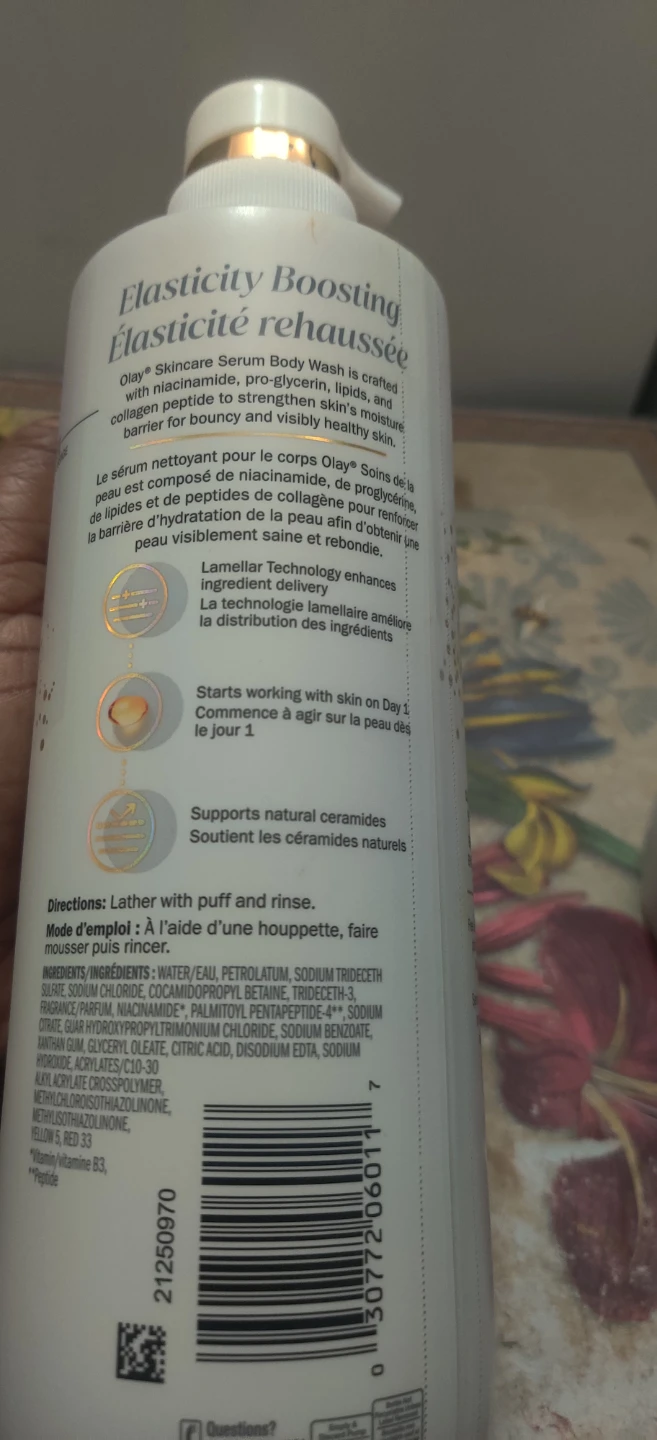 Elasticity Boosting
Élasticité rehaussée
Olay® Skincare Serum Body Wash is crafted
with niacinamide, pro-glycerin, lipids, and
collagen peptide to strengthen skin's moisture
barrier for bouncy and visibly healthy skin.
Le sérum nettoyant pour le corps Olay® Soins de la
peau est composé de niacinamide, de proglycérine,
de lipides et de peptides de collagène pour renforcer
la barrière d'hydratation de la peau afin d'obtenir une
peau visiblement saine et rebondie.
Lamellar Technology enhances
ingredient delivery
La technologie lamellaire améliore
la distribution des ingrédients
Starts working with skin on Day 1
Commence à agir sur la peau dès
le jour 1
Supports natural ceramides
Soutient les céramides naturels
Directions: Lather with puff and rinse.
Mode d'emploi : À l'aide d'une houppette, faire
mousser puis rincer.
INGREDIENTS/INGRÉDIENTS : WATER/EAU, PETROLATUM, SODIUM TRIDECETH
SULFATE, SODIUM CHLORIDE, COCAMIDOPROPYL BETAINE, TRIDECETH-3,
FRAGRANCE/PARFUM, NIACINAMIDE*, PALMITOYL PENTAPEPTIDE-4**, SODIUM
CITRATE, GUAR HYDROXYPROPYLTRIMONIUM CHLORIDE, SODIUM BENZOATE,
XANTHAN GUM, GLYCERYL OLEATE, CITRIC ACID, DISODIUM EDTA, SODIUM
HYDROXIDE, ACRYLATES/C10-30
ALKYL ACRYLATE CROSSPOLYMER,
METHYLCHLOROISOTHIAZOLINONE,
METHYLISOTHIAZOLINONE,
YELLOW 5, RED 33
*Vitamin/vitamine B3,
**Peptide
21250970
0 30772 06011 7
Questions?